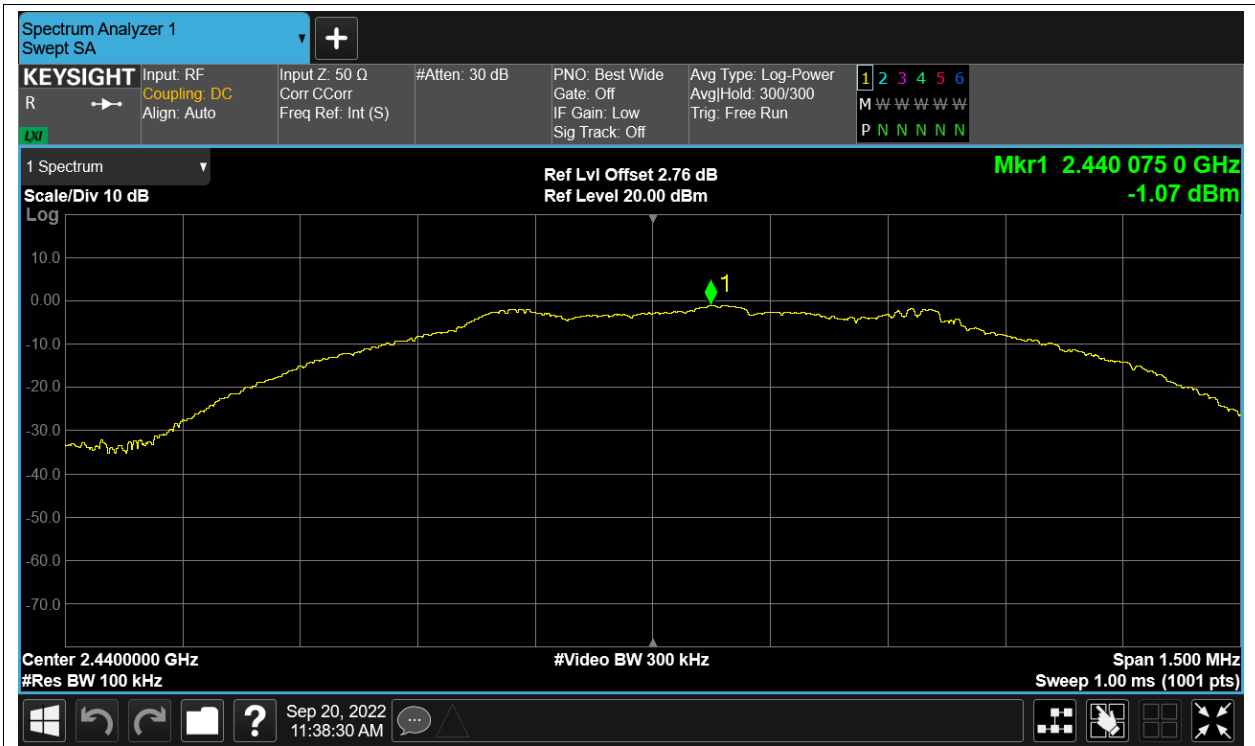 Spectrum Analyzer 1
Swept SA
KEYSIGHT
R
LXI
Input: RF
Coupling: DC
Align: Auto
Input Z: 50 Ω
Corr CCorr
Freq Ref: Int (S)
#Atten: 30 dB
PNO: Best Wide
Gate: Off
IF Gain: Low
Sig Track: Off
Avg Type: Log-Power
Avg|Hold: 300/300
Trig: Free Run
1 2 3 4 5 6
M W W W W W
P N N N N N
1 Spectrum
Scale/Div 10 dB
Log
Ref Lvl Offset 2.76 dB
Ref Level 20.00 dBm
Mkr1 2.440 075 0 GHz
-1.07 dBm
1
10.0
0.00
-10.0
-20.0
-30.0
-40.0
-50.0
-60.0
-70.0
Center 2.4400000 GHz
#Res BW 100 kHz
#Video BW 300 kHz
Span 1.500 MHz
Sweep 1.00 ms (1001 pts)
?
Sep 20, 2022
11:38:30 AM